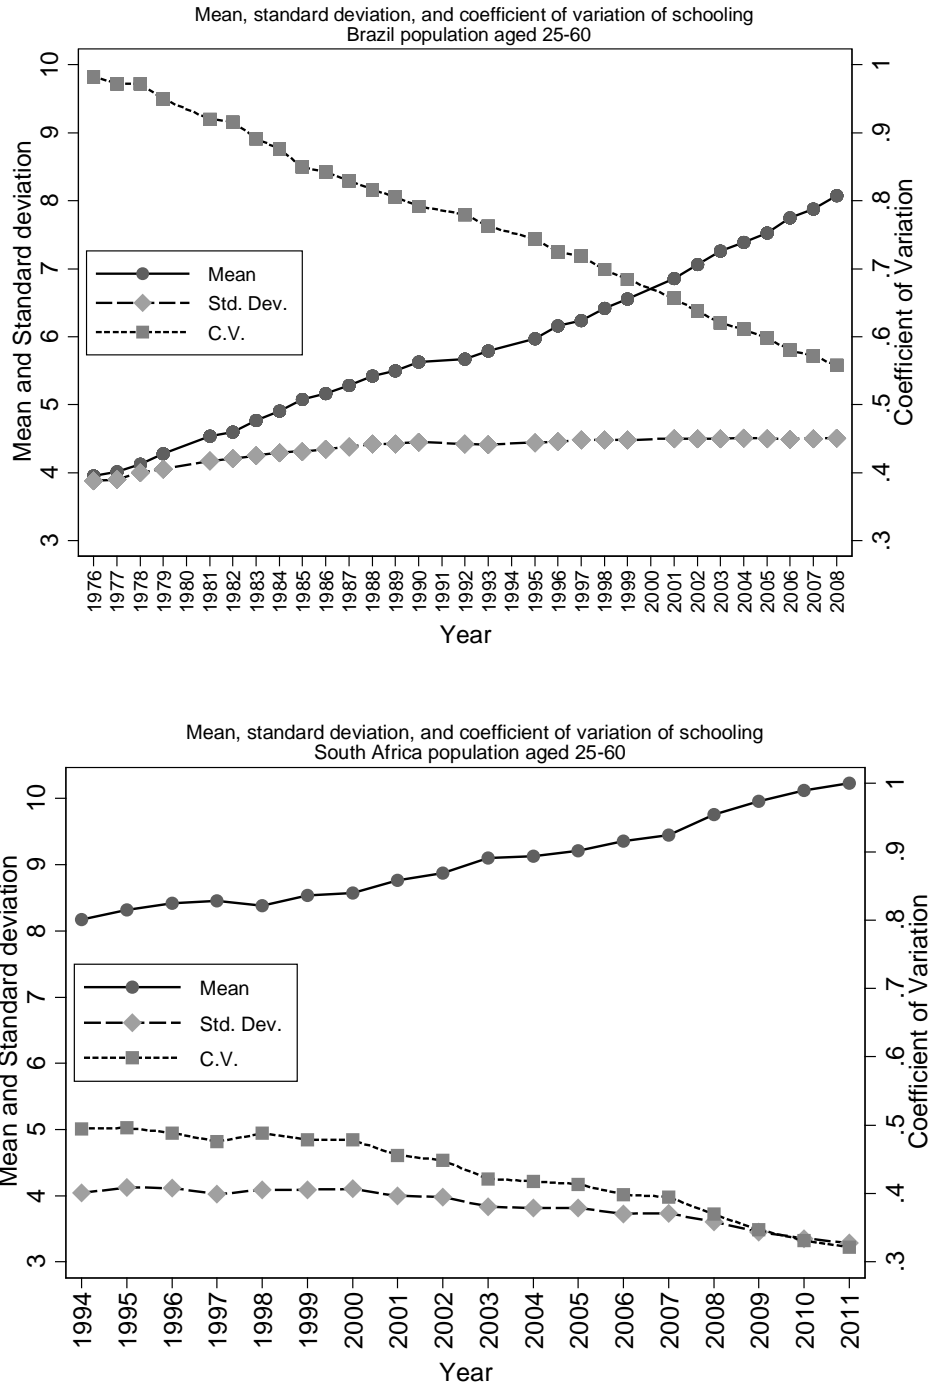 Mean, standard deviation, and coefficient of variation of schooling
Brazil population aged 25-60
10
9
8
7
6
5
4
3
Mean and Standard deviation
1
.9
.8
.7
.6
.5
.4
.3
Coefficient of Variation
Mean
Std. Dev.
C.V.
1976 1977 1978 1979 1980 1981 1982 1983 1984 1985 1986 1987 1988 1989 1990 1991 1992 1993 1994 1995 1996 1997 1998 1999 2000 2001 2002 2003 2004 2005 2006 2007 2008
Year
Mean, standard deviation, and coefficient of variation of schooling
South Africa population aged 25-60
10
9
8
7
6
5
4
3
Mean and Standard deviation
1
.9
.8
.7
.6
.5
.4
.3
Coefficient of Variation
Mean
Std. Dev.
C.V.
1994 1995 1996 1997 1998 1999 2000 2001 2002 2003 2004 2005 2006 2007 2008 2009 2010 2011
Year